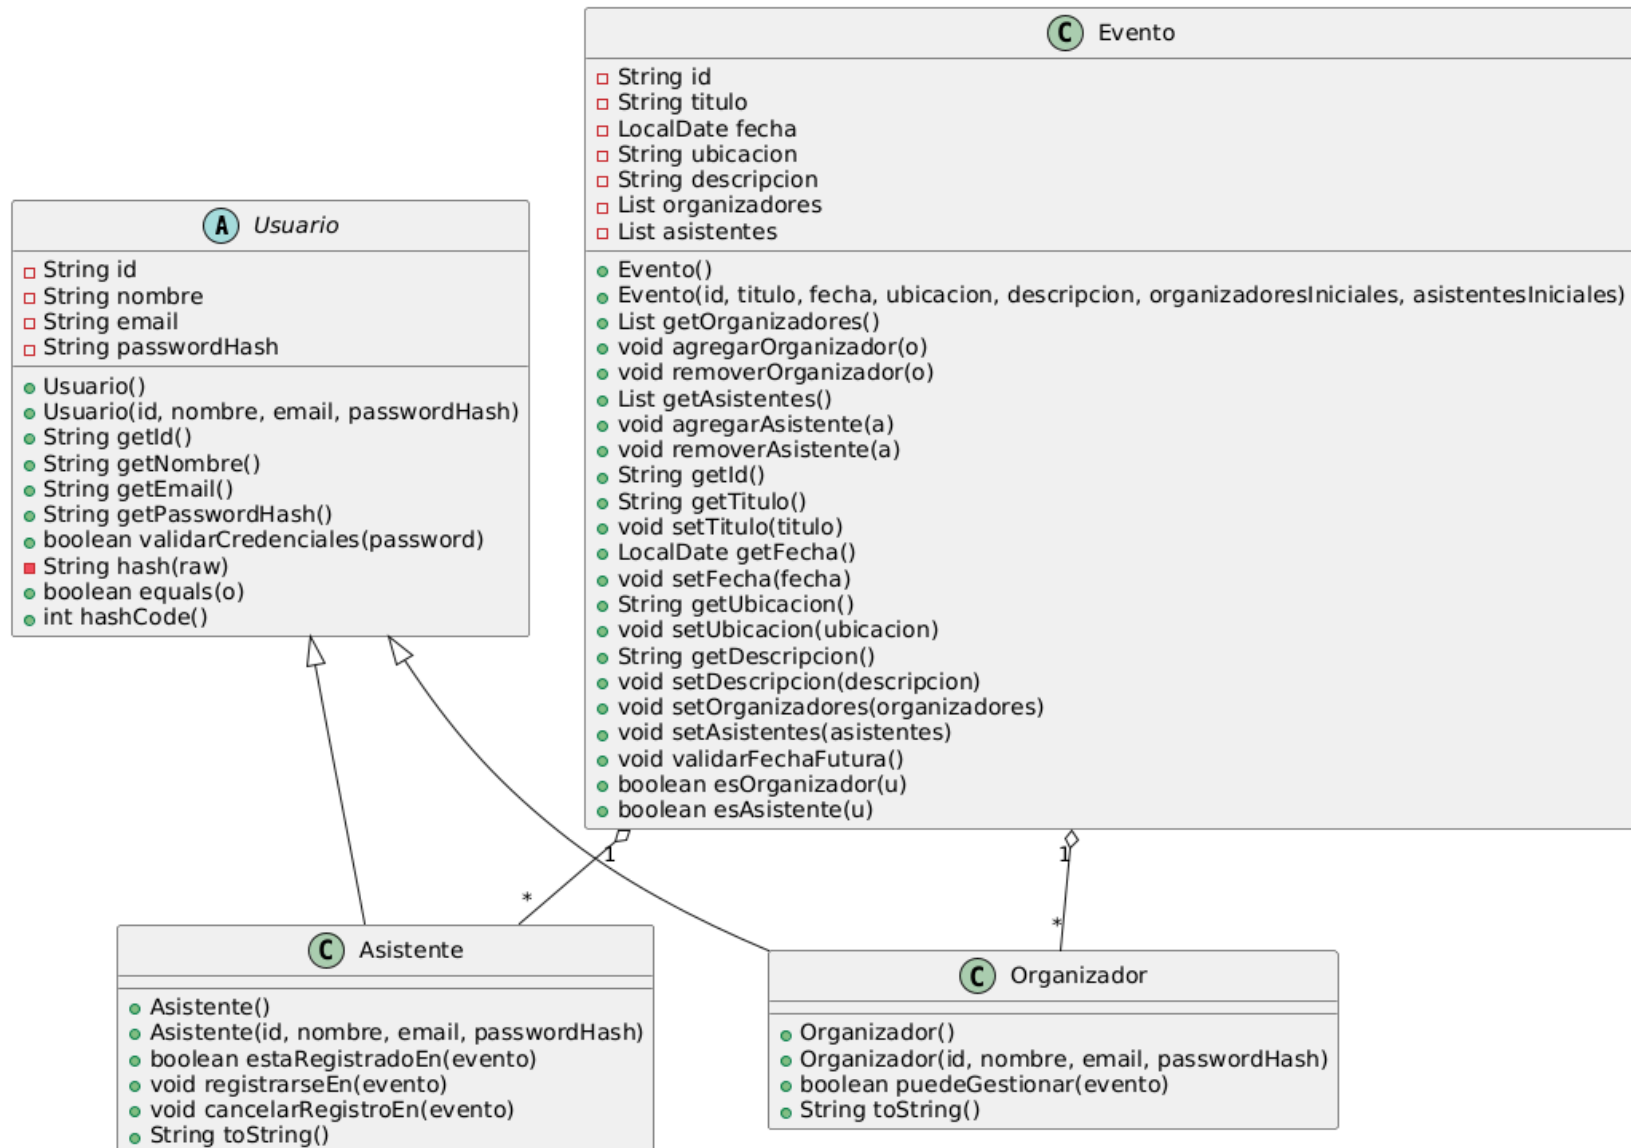 C Evento
String id
String titulo
LocalDate fecha
String ubicacion
String descripcion
List organizadores
List asistentes
Evento()
Evento(id, titulo, fecha, ubicacion, descripcion, organizadoresIniciales, asistentesIniciales)
List getOrganizadores()
void agregarOrganizador(o)
void removerOrganizador(o)
List getAsistentes()
void agregarAsistente(a)
void removerAsistente(a)
String getId()
String getTitulo()
void setTitulo(titulo)
LocalDate getFecha()
void setFecha(fecha)
String getUbicacion()
void setUbicacion(ubicacion)
String getDescripcion()
void setDescripcion(descripcion)
void setOrganizadores(organizadores)
void setAsistentes(asistentes)
void validarFechaFutura()
boolean esOrganizador(u)
boolean esAsistente(u)
A Usuario
String id
String nombre
String email
String passwordHash
Usuario()
Usuario(id, nombre, email, passwordHash)
String getId()
String getNombre()
String getEmail()
String getPasswordHash()
boolean validarCredenciales(password)
String hash(raw)
boolean equals(o)
int hashCode()
1
*
1
*
C Asistente
Asistente()
Asistente(id, nombre, email, passwordHash)
boolean estaRegistradoEn(evento)
void registrarseEn(evento)
void cancelarRegistroEn(evento)
String toString()
C Organizador
Organizador()
Organizador(id, nombre, email, passwordHash)
boolean puedeGestionar(evento)
String toString()